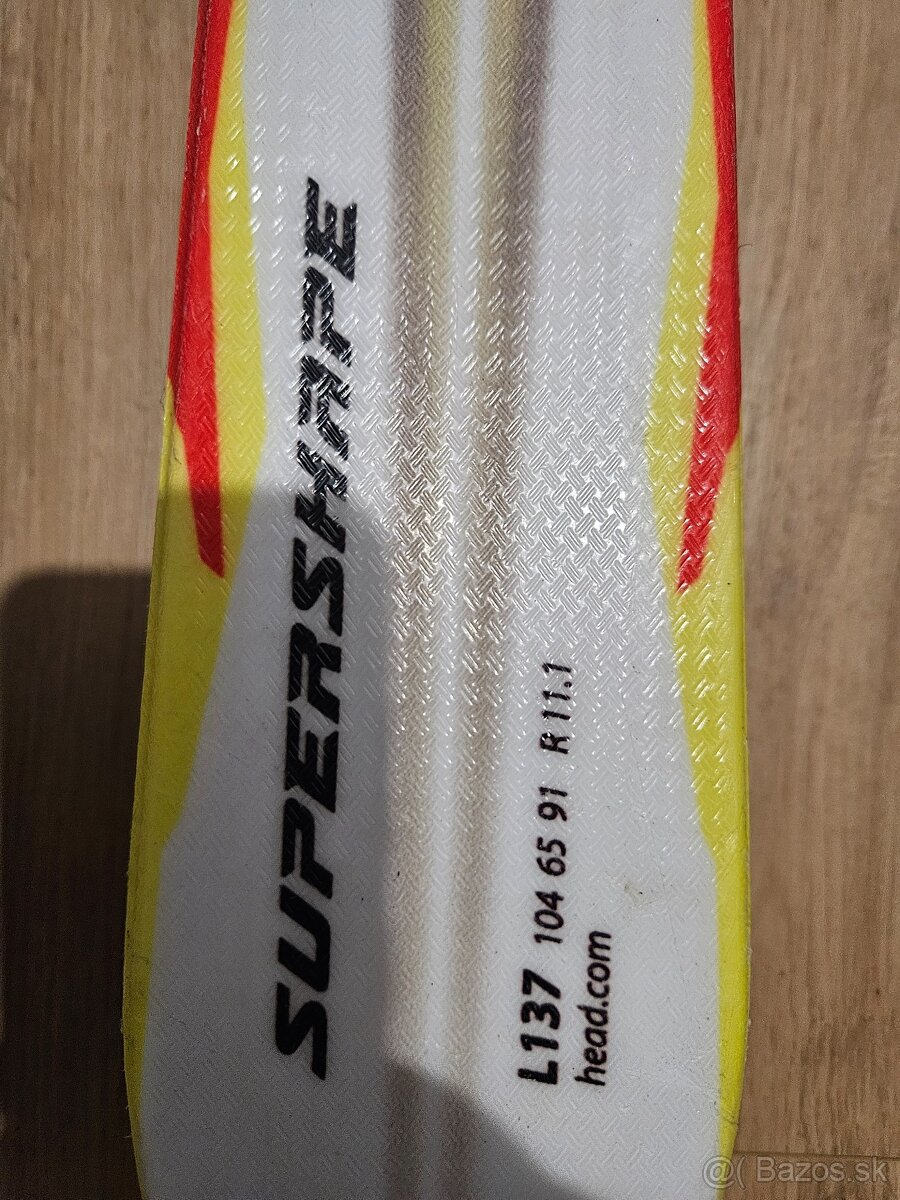 SUPERSHAPE
L137 104 65 91 R 11.1
head.com
@( Bazos.sk